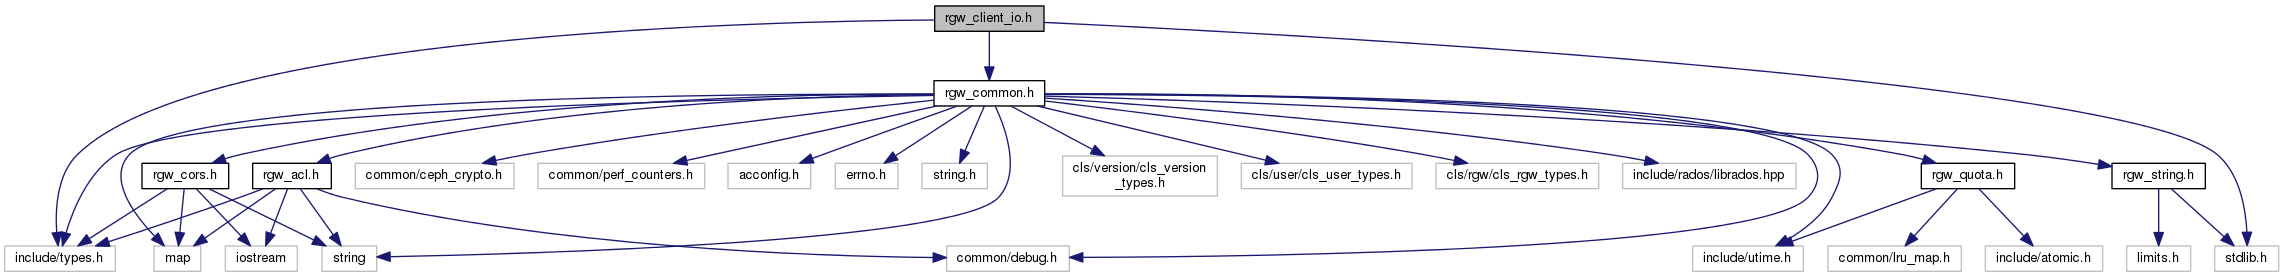 rgw_client_io.h
rgw_common.h
rgw_cors.h
rgw_acl.h
common/ceph_crypto.h
common/perf_counters.h
acconfig.h
errno.h
string.h
cls/version/cls_version
_types.h
cls/user/cls_user_types.h
cls/rgw/cls_rgw_types.h
include/rados/librados.hpp
rgw_quota.h
rgw_string.h
include/types.h
map
iostream
string
common/debug.h
include/utime.h
common/lru_map.h
include/atomic.h
limits.h
stdlib.h